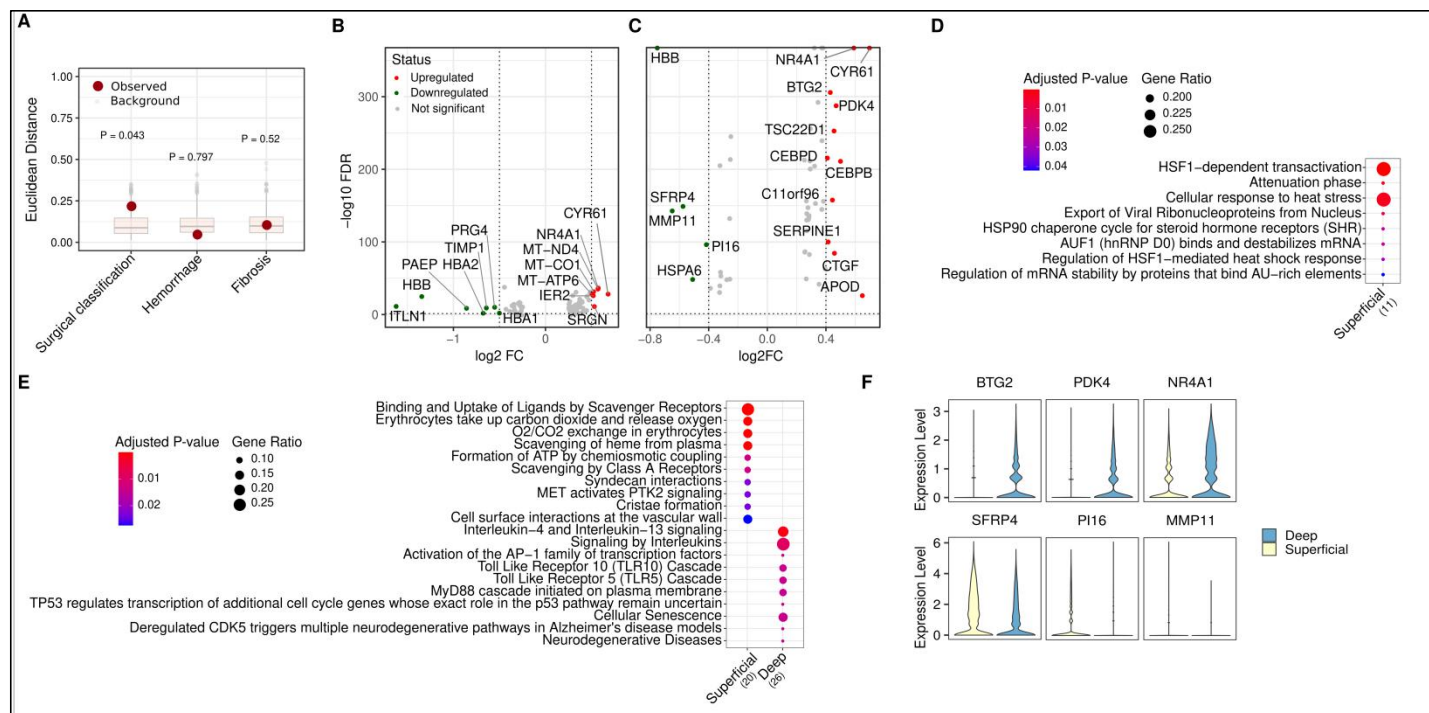 A
Euclidean Distance
1.00
0.75
0.50
0.25
0.00
Observed
Background
P = 0.043
P = 0.797
P = 0.52
Surgical classification
Hemorrhage
Fibrosis
B
−log10 FDR
300
200
100
0
Status
Upregulated
Downregulated
Not significant
CYR61
PRG4
NR4A1
TIMP1
MT−ND4
PAEP
HBA2
MT−CO1
HBB
MT−ATP6
IER2
ITLN1
HBA1
SRGN
−1
0
log2 FC
C
HBB
NR4A1
CYR61
BTG2
PDK4
TSC22D1
CEBPD
CEBPB
SFRP4
C11orf96
MMP11
PI16
SERPINE1
HSPA6
CTGF
APOD
−0.8
−0.4
0.0
0.4
log2FC
D
Adjusted P−value
0.01
0.02
0.03
0.04
Gene Ratio
0.200
0.225
0.250
HSF1−dependent transactivation
Attenuation phase
Cellular response to heat stress
Export of Viral Ribonucleoproteins from Nucleus
HSP90 chaperone cycle for steroid hormone receptors (SHR)
AUF1 (hnRNP D0) binds and destabilizes mRNA
Regulation of HSF1−mediated heat shock response
Regulation of mRNA stability by proteins that bind AU−rich elements
Superficial
(11)
E
Adjusted P−value
0.01
0.02
Gene Ratio
0.10
0.15
0.20
0.25
Binding and Uptake of Ligands by Scavenger Receptors
Erythrocytes take up carbon dioxide and release oxygen
O2/CO2 exchange in erythrocytes
Scavenging of heme from plasma
Formation of ATP by chemiosmotic coupling
Scavenging by Class A Receptors
Syndecan interactions
MET activates PTK2 signaling
Cristae formation
Cell surface interactions at the vascular wall
Interleukin−4 and Interleukin−13 signaling
Signaling by Interleukins
Activation of the AP−1 family of transcription factors
Toll Like Receptor 10 (TLR10) Cascade
Toll Like Receptor 5 (TLR5) Cascade
MyD88 cascade initiated on plasma membrane
TP53 regulates transcription of additional cell cycle genes whose exact role in the p53 pathway remain uncertain
Cellular Senescence
Deregulated CDK5 triggers multiple neurodegenerative pathways in Alzheimer's disease models
Neurodegenerative Diseases
Superficial
(20)
Deep
(26)
F
BTG2
PDK4
NR4A1
Expression Level
3
2
1
0
SFRP4
PI16
MMP11
Expression Level
6
4
2
0
Deep
Superficial